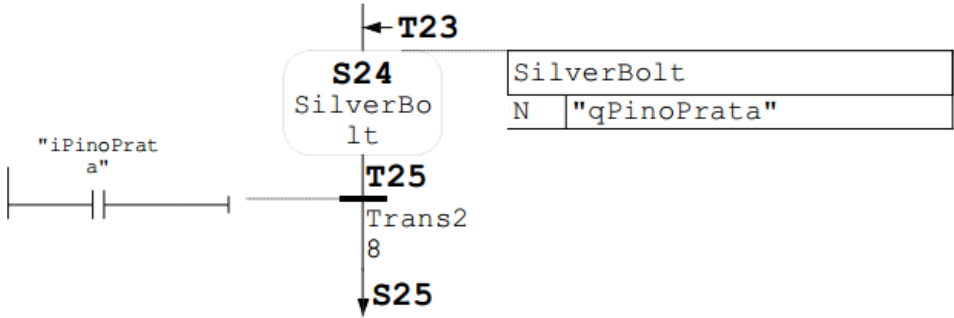 T23
S24
SilverBo
lt
SilverBolt
N "qPinoPrata"
"iPinoPrat
a"
T25
Trans2
8
S25